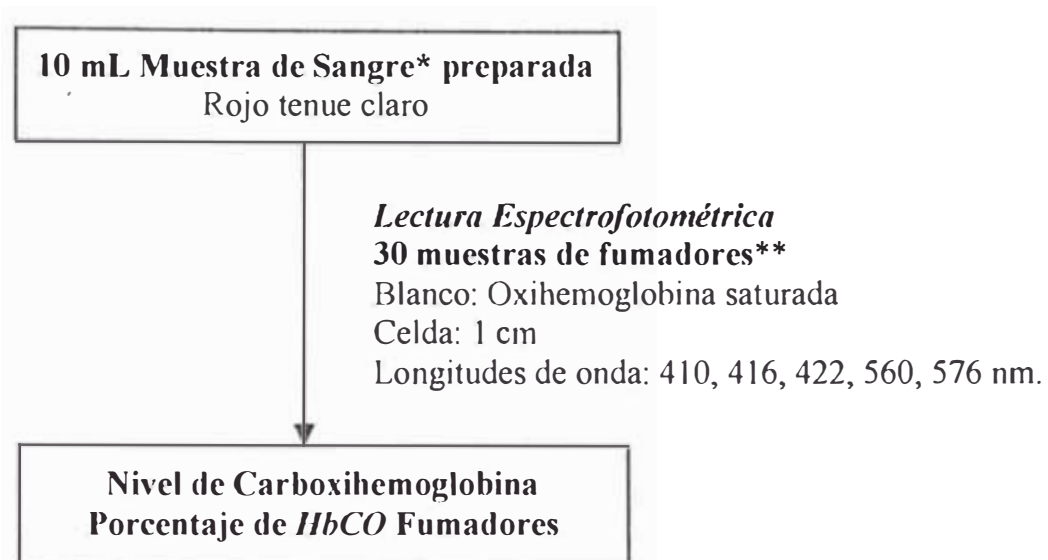 10 mL Muestra de Sangre* preparada
Rojo tenue claro
Lectura Espectrofotométrica
30 muestras de fumadores**
Blanco: Oxihemoglobina saturada
Celda: 1 cm
Longitudes de onda: 410, 416, 422, 560, 576 nm.
Nivel de Carboxihemoglobina
Porcentaje de HbCO Fumadores